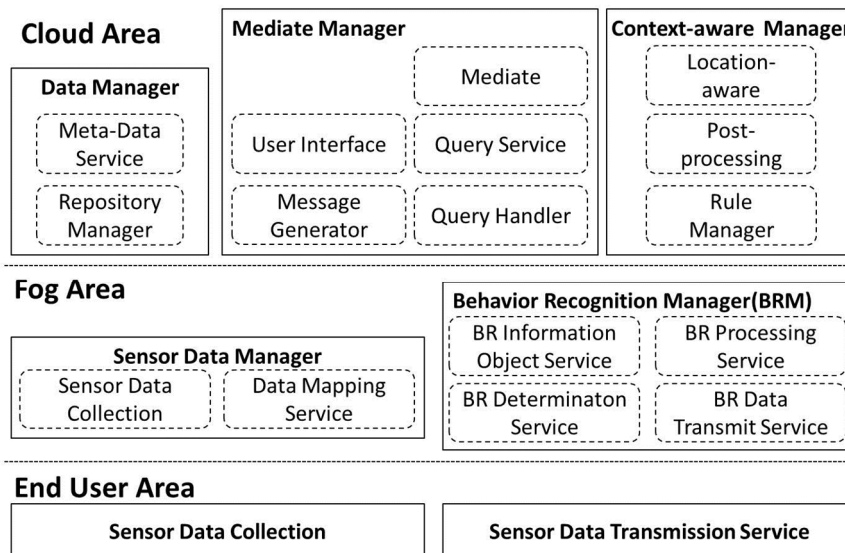 Cloud Area
Data Manager
Meta-Data
Service
Repository
Manager
Mediate Manager
Mediate
User Interface
Query Service
Message
Generator
Query Handler
Context-aware Manager
Location-
aware
Post-
processing
Rule
Manager
Fog Area
Sensor Data Manager
Sensor Data
Collection
Data Mapping
Service
Behavior Recognition Manager(BRM)
BR Information
Object Service
BR Processing
Service
BR Determinaton
Service
BR Data
Transmit Service
End User Area
Sensor Data Collection
Sensor Data Transmission Service